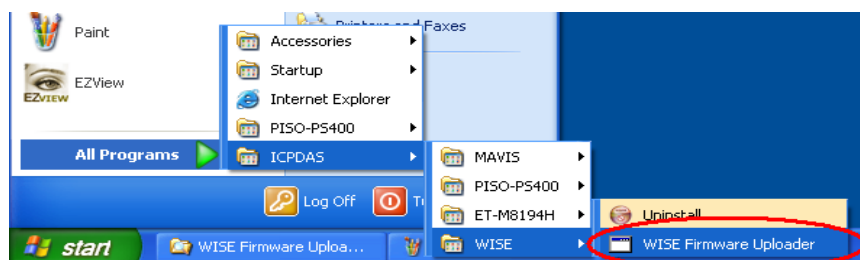 Paint
EZView
EZVIEW
All Programs
Printers and Faxes
Accessories
Startup
Internet Explorer
PISO-PS400
ICPDAS
MAVIS
PISO-PS400
ET-M8194H
WISE
Uninstall
WISE Firmware Uploader
Log Off
start
WISE Firmware Uploa...